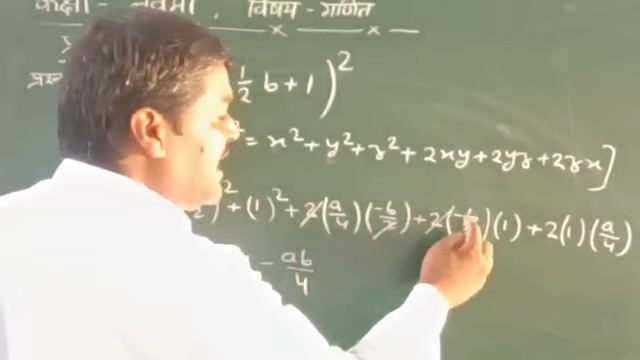 कक्षा - नवमी, विषय - गणित
प्रश्न
1/2 b + 1)²
= x² + y² + z² + 2xy + 2yz + 2zx]
)² + (1)² + 2(a/4)(-b/2) + 2( )(1) + 2(1)(a/4)
- ab/4